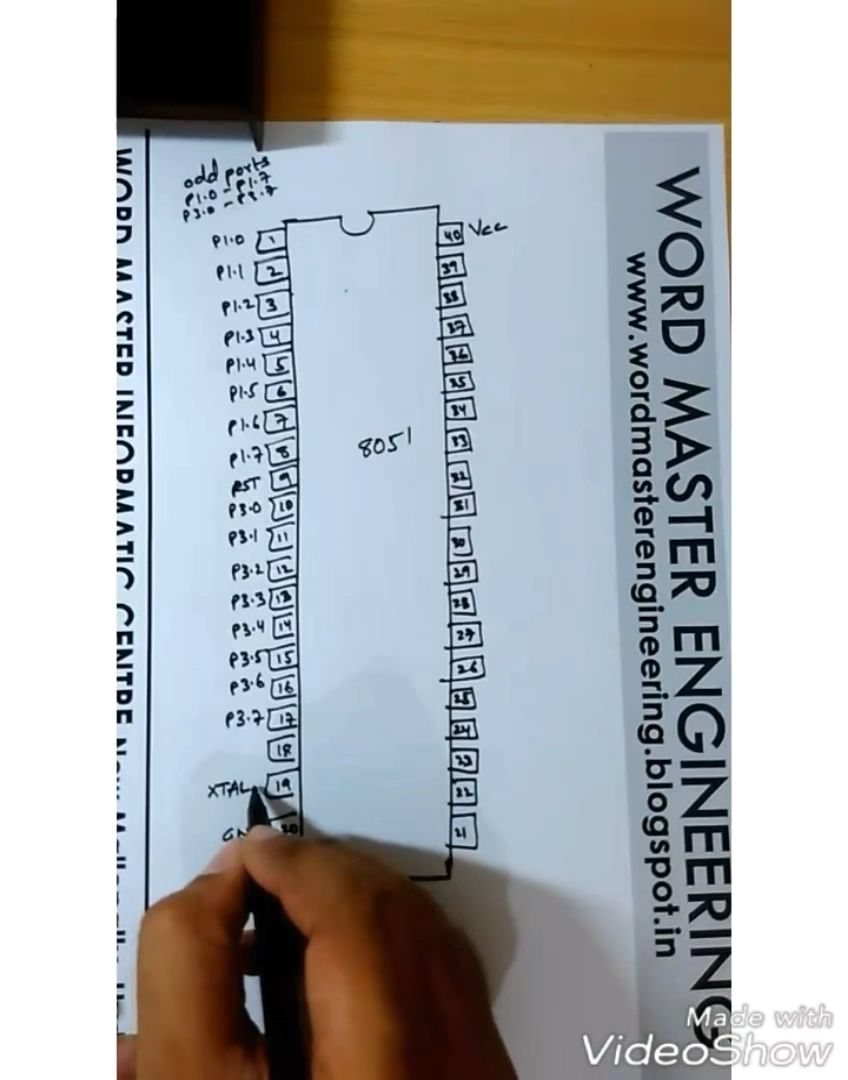 odd ports
P1.0 - P1.7
P3.0 - P3.7
P1.0 1
P1.1 2
P1.2 3
P1.3 4
P1.4 5
P1.5 6
P1.6 7
P1.7 8
RST 9
P3.0 10
P3.1 11
P3.2 12
P3.3 13
P3.4 14
P3.5 15
P3.6 16
P3.7 17
18
XTAL 19
20
8051
40 Vcc
39
38
37
36
35
34
33
32
31
30
29
28
27
26
25
24
23
22
21
WORD MASTER ENGINEERING
www.wordmasterengineering.blogspot.in
WORD MASTER INFORMATIC CENTRE
Made with
VideoShow